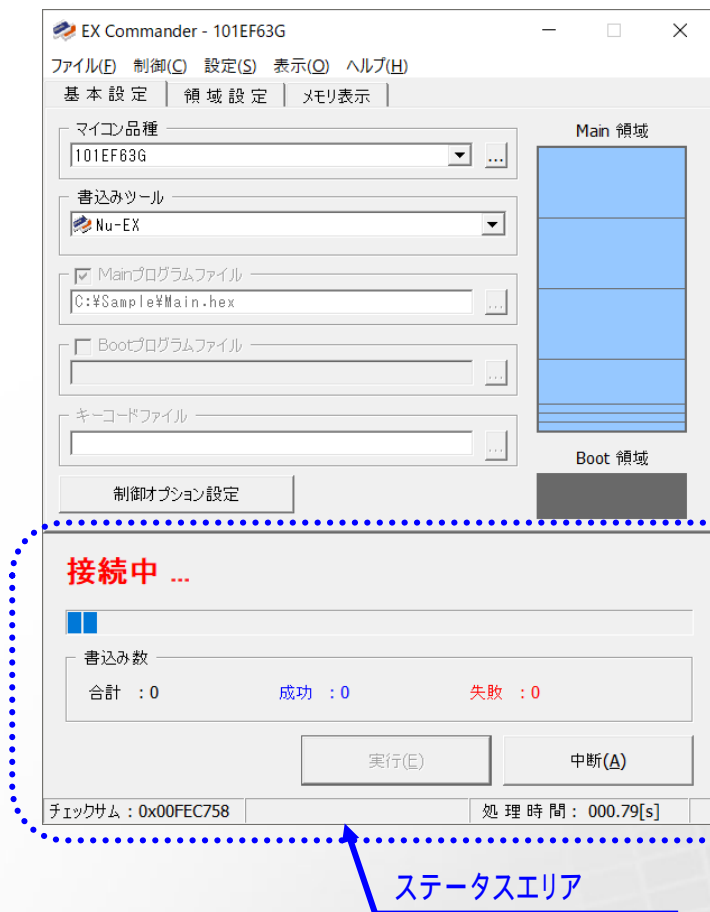 EX Commander - 101EF63G
ファイル(F) 制御(C) 設定(S) 表示(O) ヘルプ(H)
基本設定 領域設定 メモリ表示
マイコン品種
101EF63G
...
書込みツール
Nu-EX
Mainプログラムファイル
C:¥Sample¥Main.hex
...
Bootプログラムファイル
...
キーコードファイル
...
制御オプション設定
Main 領域
Boot 領域
接続中 ...
書込み数
合計 : 0 成功 : 0 失敗 : 0
実行(E) 中断(A)
チェックサム : 0x00FEC758 処理時間 : 000.79[s]
ステータスエリア